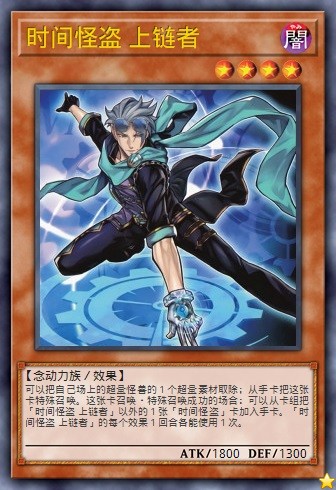 时间怪盗 上链者
闇
【念动力族／效果】
可以把自己场上的超量怪兽的１个超量素材取除；从手卡把这张
卡特殊召唤。这张卡召唤・特殊召唤成功的场合；可以从卡组把
「时间怪盗 上链者」以外的1张「时间怪盗」卡加入手卡。「时
间怪盗 上链者」的每个效果１回合各能使用１次。
ATK/1800 DEF/1300